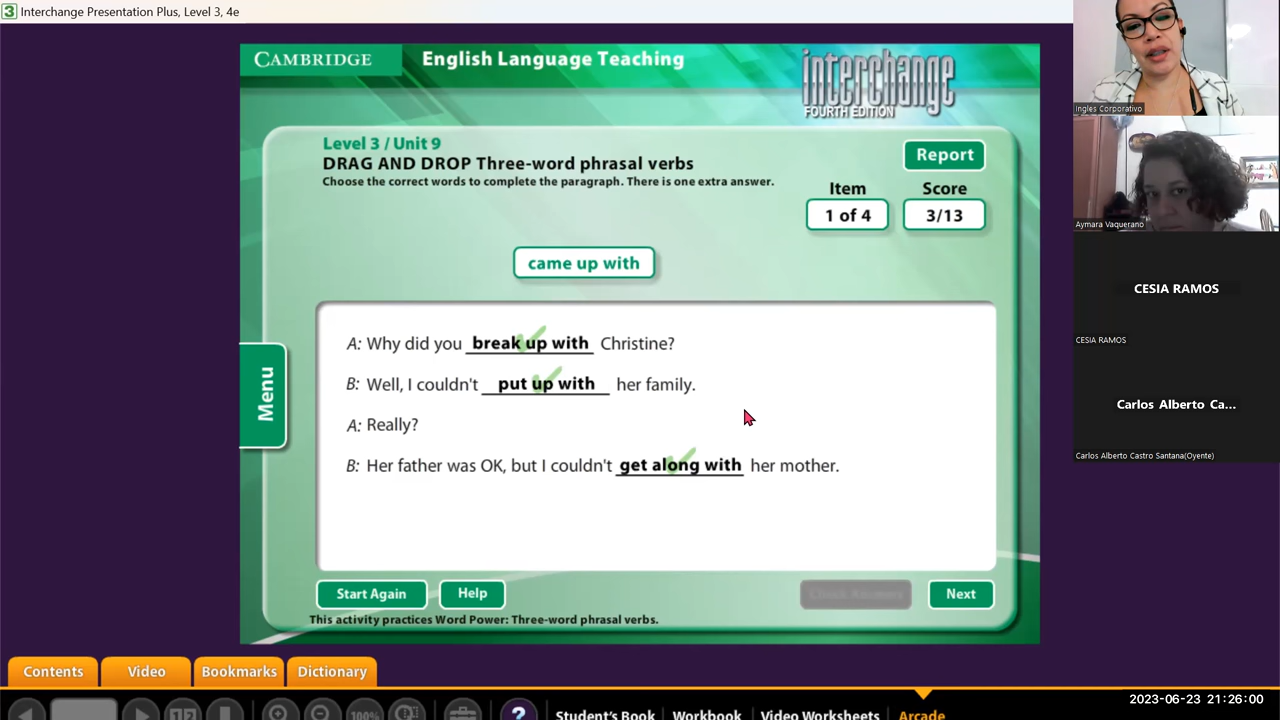 Interchange Presentation Plus, Level 3, 4e
CAMBRIDGE
English Language Teaching
interchange
FOURTH EDITION
Level 3 / Unit 9
DRAG AND DROP Three-word phrasal verbs
Choose the correct words to complete the paragraph. There is one extra answer.
Report
Item
Score
1 of 4
3/13
came up with
A: Why did you break up with Christine?
B: Well, I couldn't put up with her family.
A: Really?
B: Her father was OK, but I couldn't get along with her mother.
Menu
Start Again
Help
Check Answers
Next
This activity practices Word Power: Three-word phrasal verbs.
Contents
Video
Bookmarks
Dictionary
100%
?
Student's Book
Workbook
Video Worksheets
Arcade
Ingles Corporativo
Aymara Vaquerano
CESIA RAMOS
CESIA RAMOS
Carlos Alberto Ca...
Carlos Alberto Castro Santana(Oyente)
2023-06-23 21:26:00